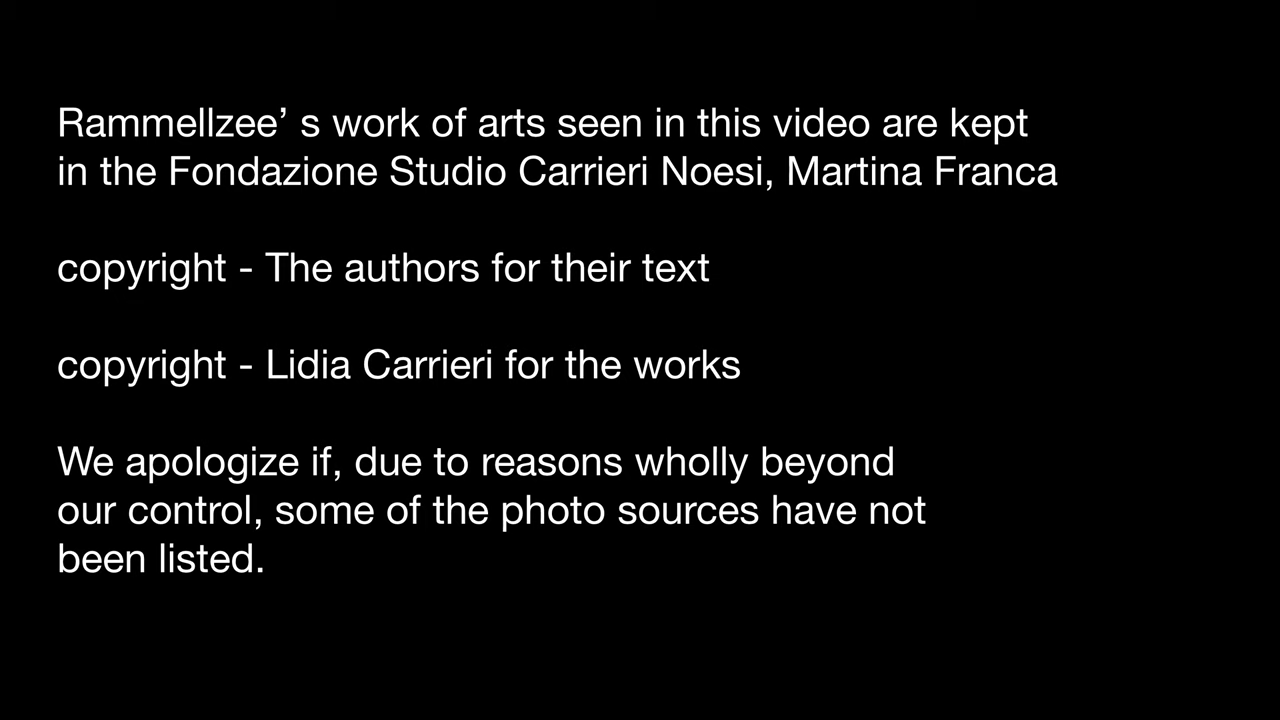 Rammellzee’ s work of arts seen in this video are kept
in the Fondazione Studio Carrieri Noesi, Martina Franca
copyright - The authors for their text
copyright - Lidia Carrieri for the works
We apologize if, due to reasons wholly beyond
our control, some of the photo sources have not
been listed.